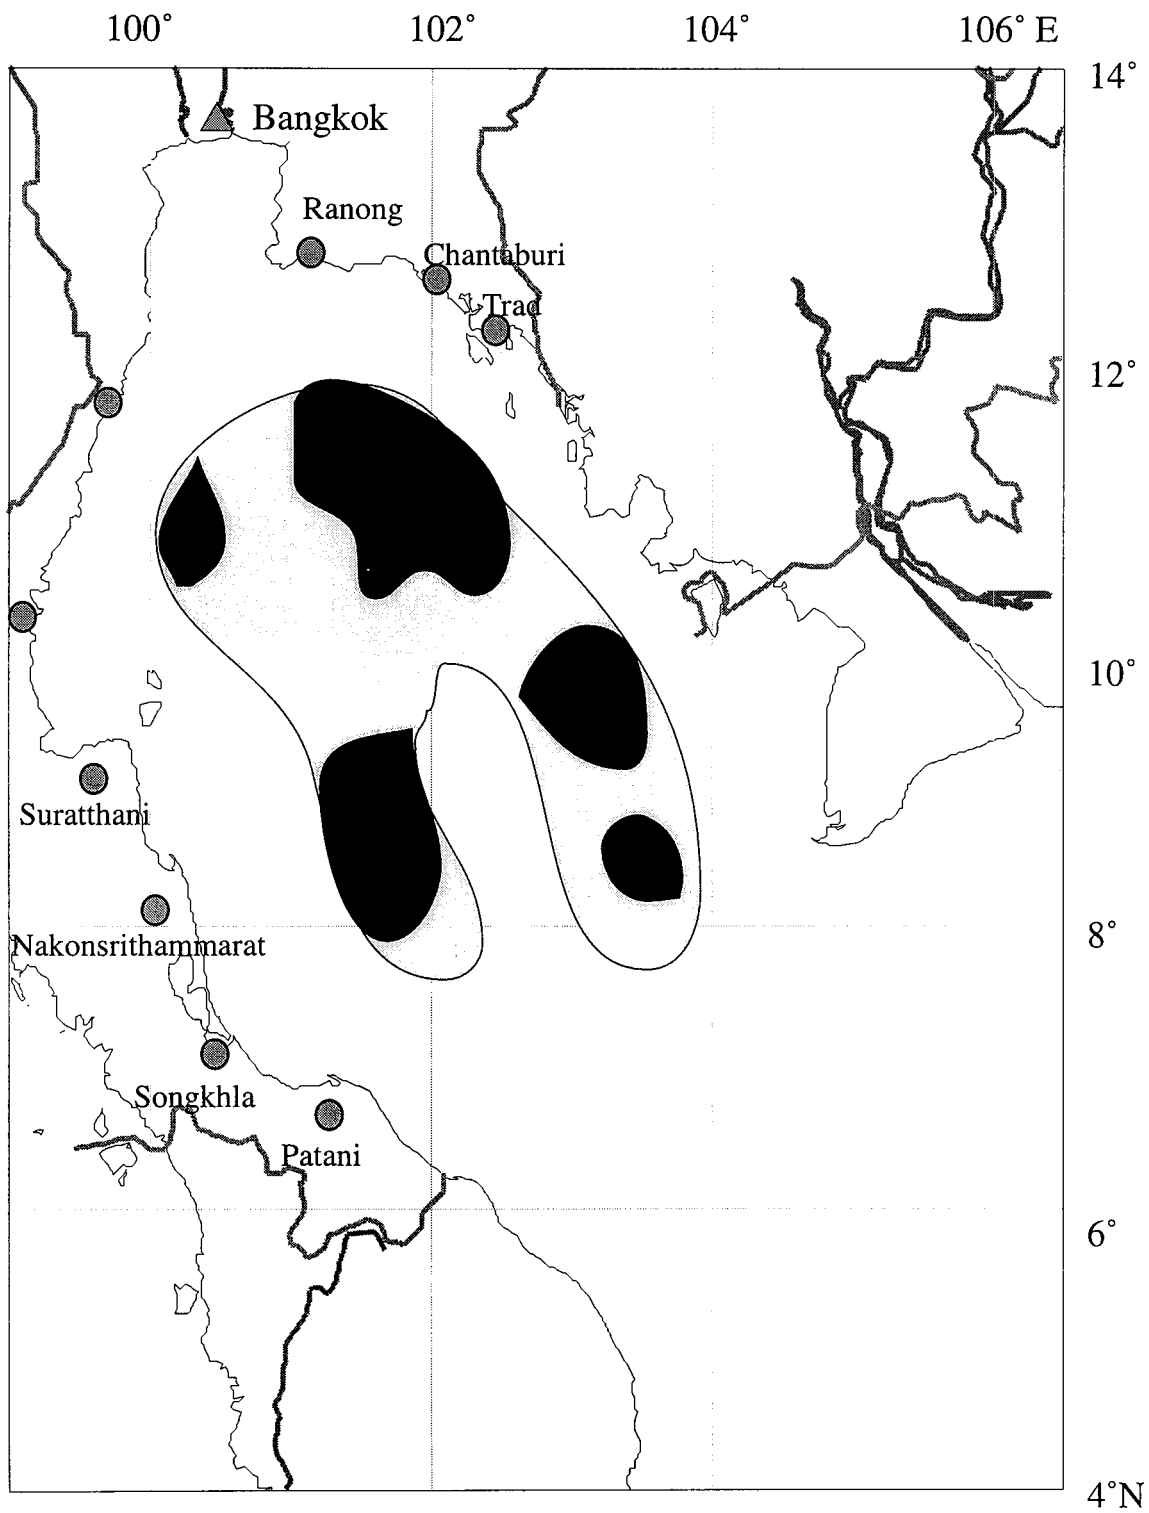 100˚ 102˚ 104˚ 106˚ E
14˚
Bangkok
Ranong
Chantaburi
Trad
12˚
10˚
Suratthani
8˚
Nakonsrithammarat
Songkhla
Patani
6˚
4˚N